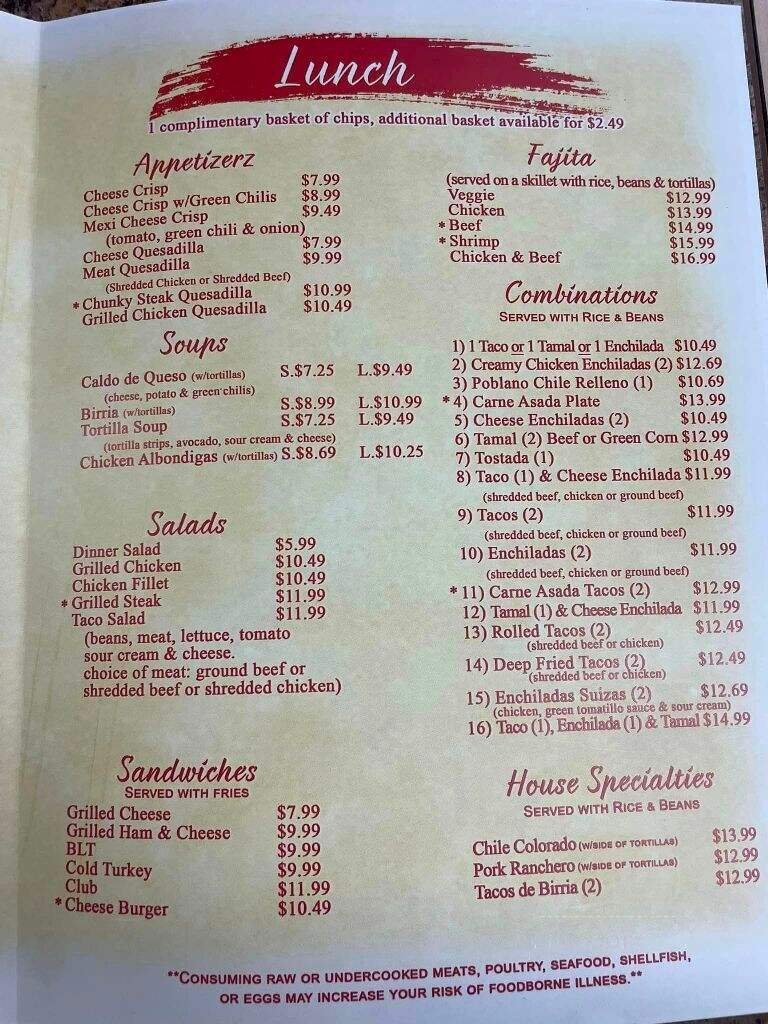 Lunch
1 complimentary basket of chips, additional basket available for $2.49
Appetizerz
Cheese Crisp $7.99
Cheese Crisp w/Green Chilis $8.99
Mexi Cheese Crisp $9.49
(tomato, green chili & onion)
Cheese Quesadilla $7.99
Meat Quesadilla $9.99
(Shredded Chicken or Shredded Beef)
* Chunky Steak Quesadilla $10.99
Grilled Chicken Quesadilla $10.49
Soups
Caldo de Queso (w/tortillas) S.$7.25 L.$9.49
(cheese, potato & green chilis)
Birria (w/tortillas) S.$8.99 L.$10.99
Tortilla Soup S.$7.25 L.$9.49
(tortilla strips, avocado, sour cream & cheese)
Chicken Albondigas (w/tortillas) S.$8.69 L.$10.25
Salads
Dinner Salad $5.99
Grilled Chicken $10.49
Chicken Fillet $10.49
* Grilled Steak $11.99
Taco Salad $11.99
(beans, meat, lettuce, tomato
sour cream & cheese.
choice of meat: ground beef or
shredded beef or shredded chicken)
Sandwiches
SERVED WITH FRIES
Grilled Cheese $7.99
Grilled Ham & Cheese $9.99
BLT $9.99
Cold Turkey $9.99
Club $11.99
* Cheese Burger $10.49
Fajita
(served on a skillet with rice, beans & tortillas)
Veggie $12.99
Chicken $13.99
* Beef $14.99
* Shrimp $15.99
Chicken & Beef $16.99
Combinations
SERVED WITH RICE & BEANS
1) 1 Taco or 1 Tamal or 1 Enchilada $10.49
2) Creamy Chicken Enchiladas (2) $12.69
3) Poblano Chile Relleno (1) $10.69
* 4) Carne Asada Plate $13.99
5) Cheese Enchiladas (2) $10.49
6) Tamal (2) Beef or Green Corn $12.99
7) Tostada (1) $10.49
8) Taco (1) & Cheese Enchilada $11.99
(shredded beef, chicken or ground beef)
9) Tacos (2) $11.99
(shredded beef, chicken or ground beef)
10) Enchiladas (2) $11.99
(shredded beef, chicken or ground beef)
* 11) Carne Asada Tacos (2) $12.99
12) Tamal (1) & Cheese Enchilada $11.99
13) Rolled Tacos (2) $12.49
(shredded beef or chicken)
14) Deep Fried Tacos (2) $12.49
(shredded beef or chicken)
15) Enchiladas Suizas (2) $12.69
(chicken, green tomatillo sauce & sour cream)
16) Taco (1), Enchilada (1) & Tamal $14.99
House Specialties
SERVED WITH RICE & BEANS
Chile Colorado (W/SIDE OF TORTILLAS) $13.99
Pork Ranchero (W/SIDE OF TORTILLAS) $12.99
Tacos de Birria (2) $12.99
**CONSUMING RAW OR UNDERCOOKED MEATS, POULTRY, SEAFOOD, SHELLFISH,
OR EGGS MAY INCREASE YOUR RISK OF FOODBORNE ILLNESS.**